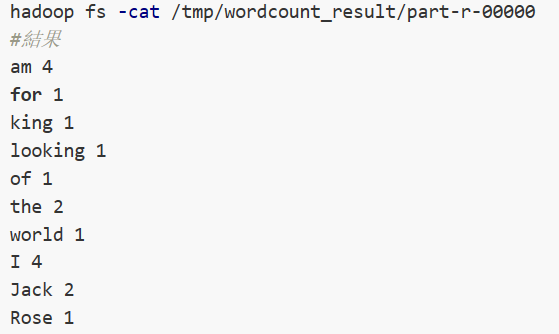 hadoop fs -cat /tmp/wordcount_result/part-r-00000
#結果
am 4
for 1
king 1
looking 1
of 1
the 2
world 1
I 4
Jack 2
Rose 1